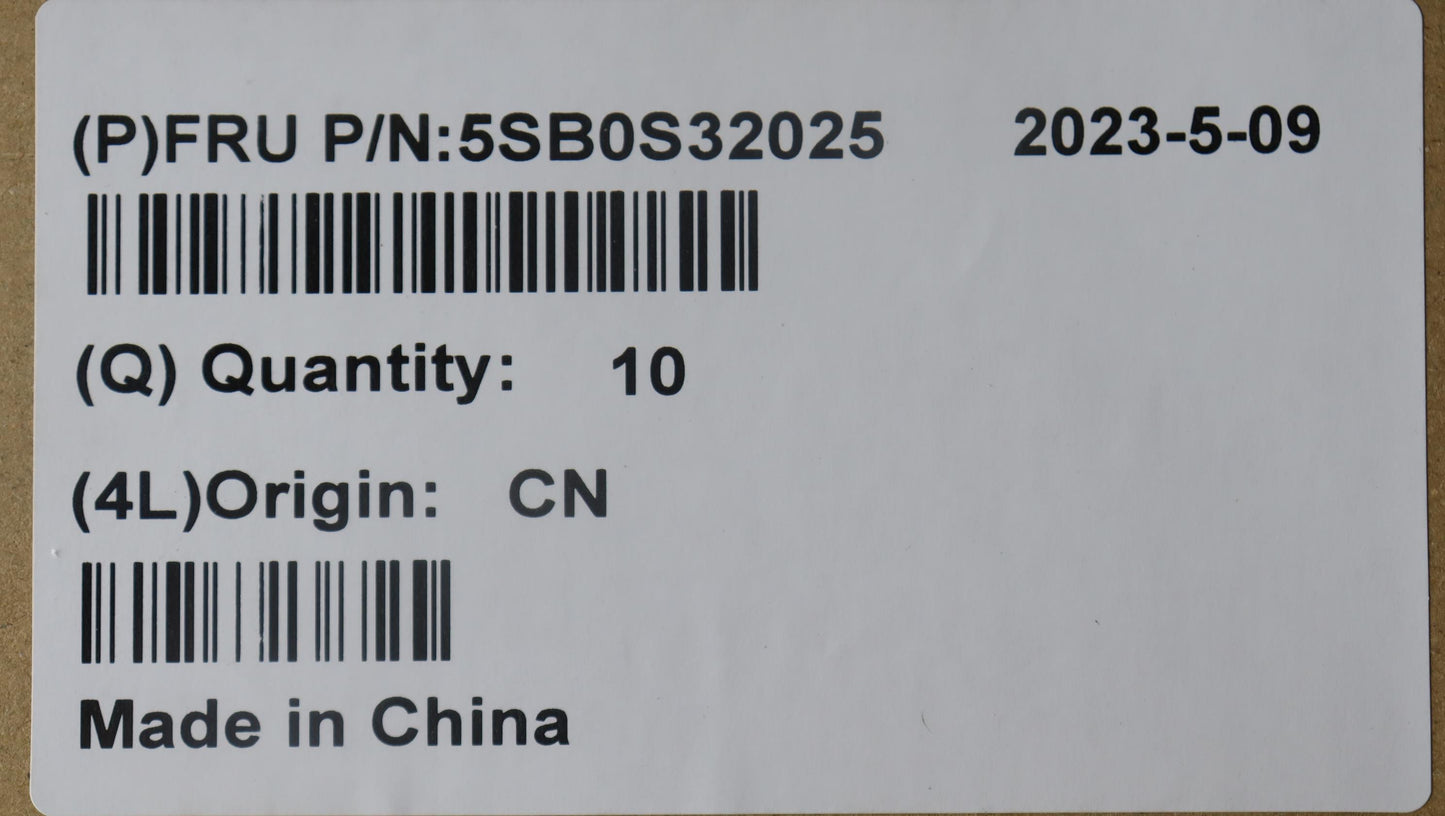 (P)FRU P/N:5SB0S32025 2023-5-09
(Q) Quantity: 10
(4L)Origin: CN
Made in China